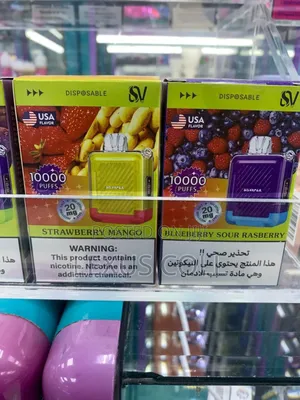 >>> DISPOSABLE SV
USA
FLAVOR
10000
PUFFS
20
mg
STRAWBERRY MANGO
WARNING:
This product contains
nicotine. Nicotine is an
addictive chemical.
>>> DISPOSABLE SV
USA
FLAVOR
10000
PUFFS
20
mg
BLUEBERRY SOUR RASBERRY
تحذير صحي !!
هذا المنتج يحتوي على النيكوتين
وهي مادة تسبب الأدمان